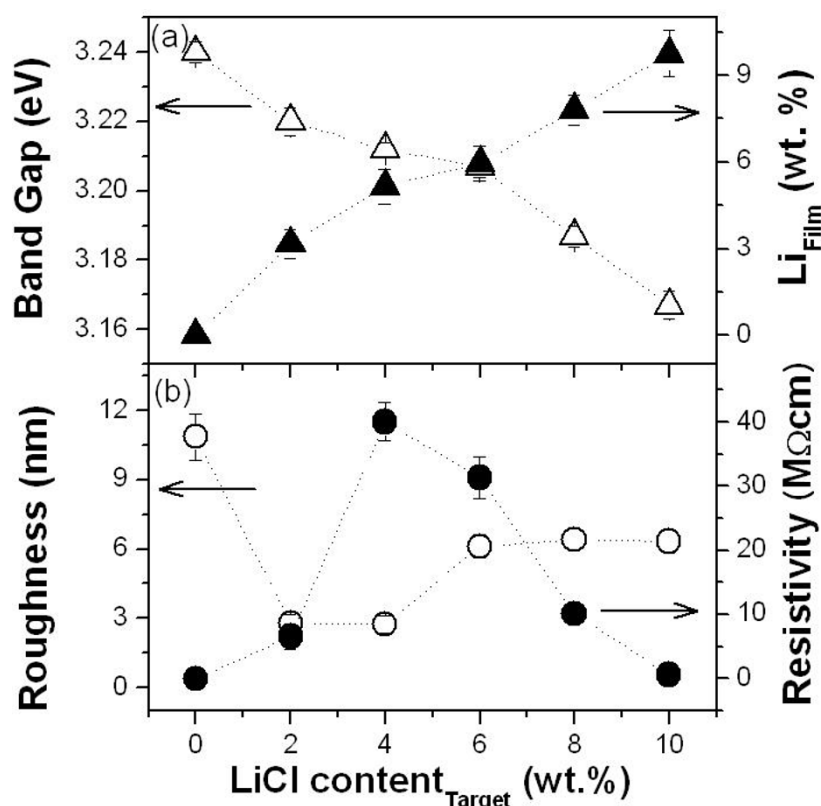 (a)
Band Gap (eV)
3.24
3.22
3.20
3.18
3.16
Li_Film (wt. %)
9
6
3
0
(b)
Roughness (nm)
12
9
6
3
0
Resistivity (MΩcm)
40
30
20
10
0
0 2 4 6 8 10
LiCl content_Target (wt.%)